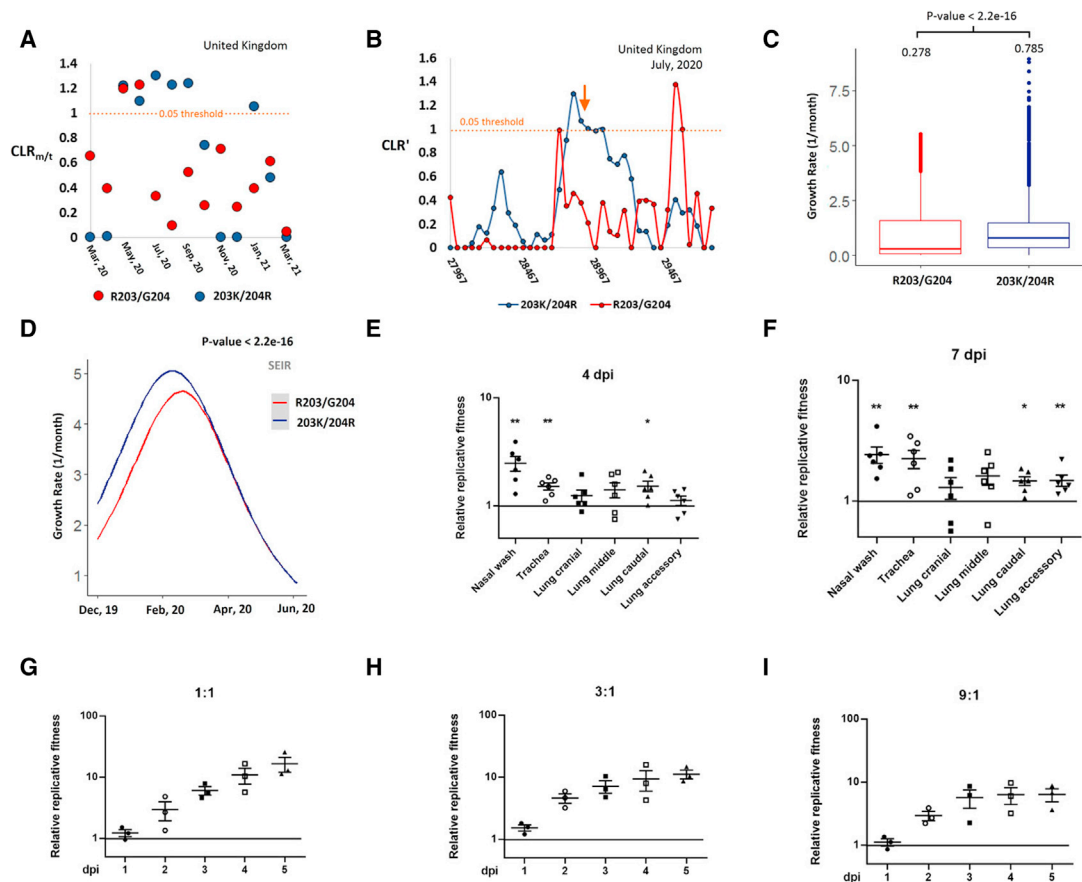 A
United Kingdom
1.4
1.2
1
0.8
0.6
0.4
0.2
0
0.05 threshold
CLRm/t
Mar, 20
May, 20
Jul, 20
Sep, 20
Nov, 20
Jan, 21
Mar, 21
R203/G204
203K/204R
B
United Kingdom
July, 2020
1.6
1.4
1.2
1
0.8
0.6
0.4
0.2
0
0.05 threshold
CLR'
27967
28467
28967
29467
203K/204R
R203/G204
C
P-value < 2.2e-16
0.278
0.785
7.5
5.0
2.5
0.0
Growth Rate (1/month)
R203/G204
203K/204R
D
P-value < 2.2e-16
SEIR
R203/G204
203K/204R
5
4
3
2
1
Growth Rate (1/month)
Dec, 19
Feb, 20
Apr, 20
Jun, 20
E
4 dpi
10
1
Relative replicative fitness
**
**
*
Nasal wash
Trachea
Lung cranial
Lung middle
Lung caudal
Lung accessory
F
7 dpi
10
1
Relative replicative fitness
**
**
*
**
Nasal wash
Trachea
Lung cranial
Lung middle
Lung caudal
Lung accessory
G
1:1
100
10
1
Relative replicative fitness
dpi 1 2 3 4 5
H
3:1
100
10
1
Relative replicative fitness
dpi 1 2 3 4 5
I
9:1
100
10
1
Relative replicative fitness
dpi 1 2 3 4 5